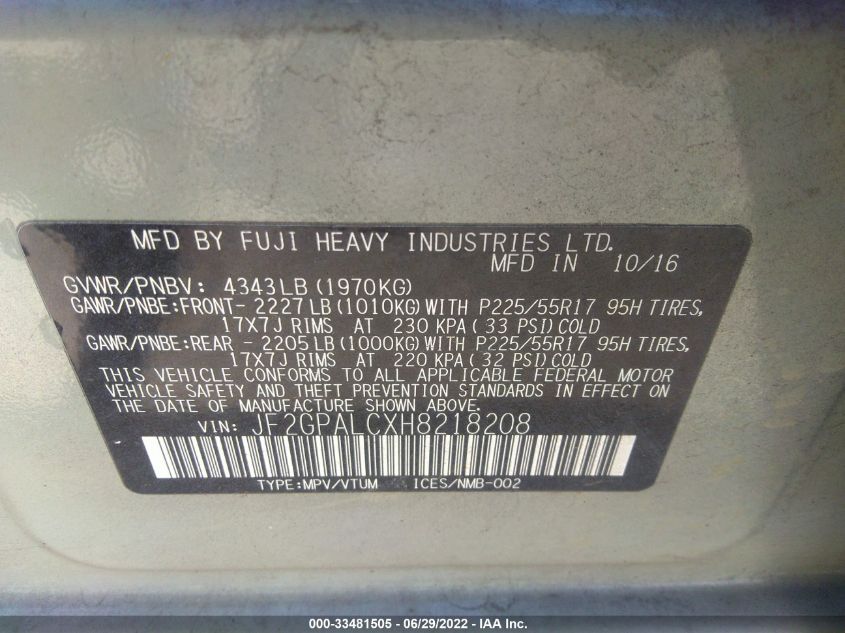 MFD BY FUJI HEAVY INDUSTRIES LTD.
MFD IN 10/16
GVWR/PNBV: 4343LB (1970KG)
GAWR/PNBE:FRONT- 2227LB(1010KG)WITH P225/55R17 95H TIRES,
17X7J RIMS AT 230 KPA(33 PSI)COLD
GAWR/PNBE:REAR - 2205LB(1000KG)WITH P225/55R17 95H TIRES,
17X7J RIMS AT 220 KPA(32 PSI)COLD
THIS VEHICLE CONFORMS TO ALL APPLICABLE FEDERAL MOTOR
VEHICLE SAFETY AND THEFT PREVENTION STANDARDS IN EFFECT ON
THE DATE OF MANUFACTURE SHOWN ABOVE.
VIN: JF2GPALCXH8218208
TYPE:MPV/VTUM ICES/NMB-002
000-33481505 - 06/29/2022 - IAA Inc.